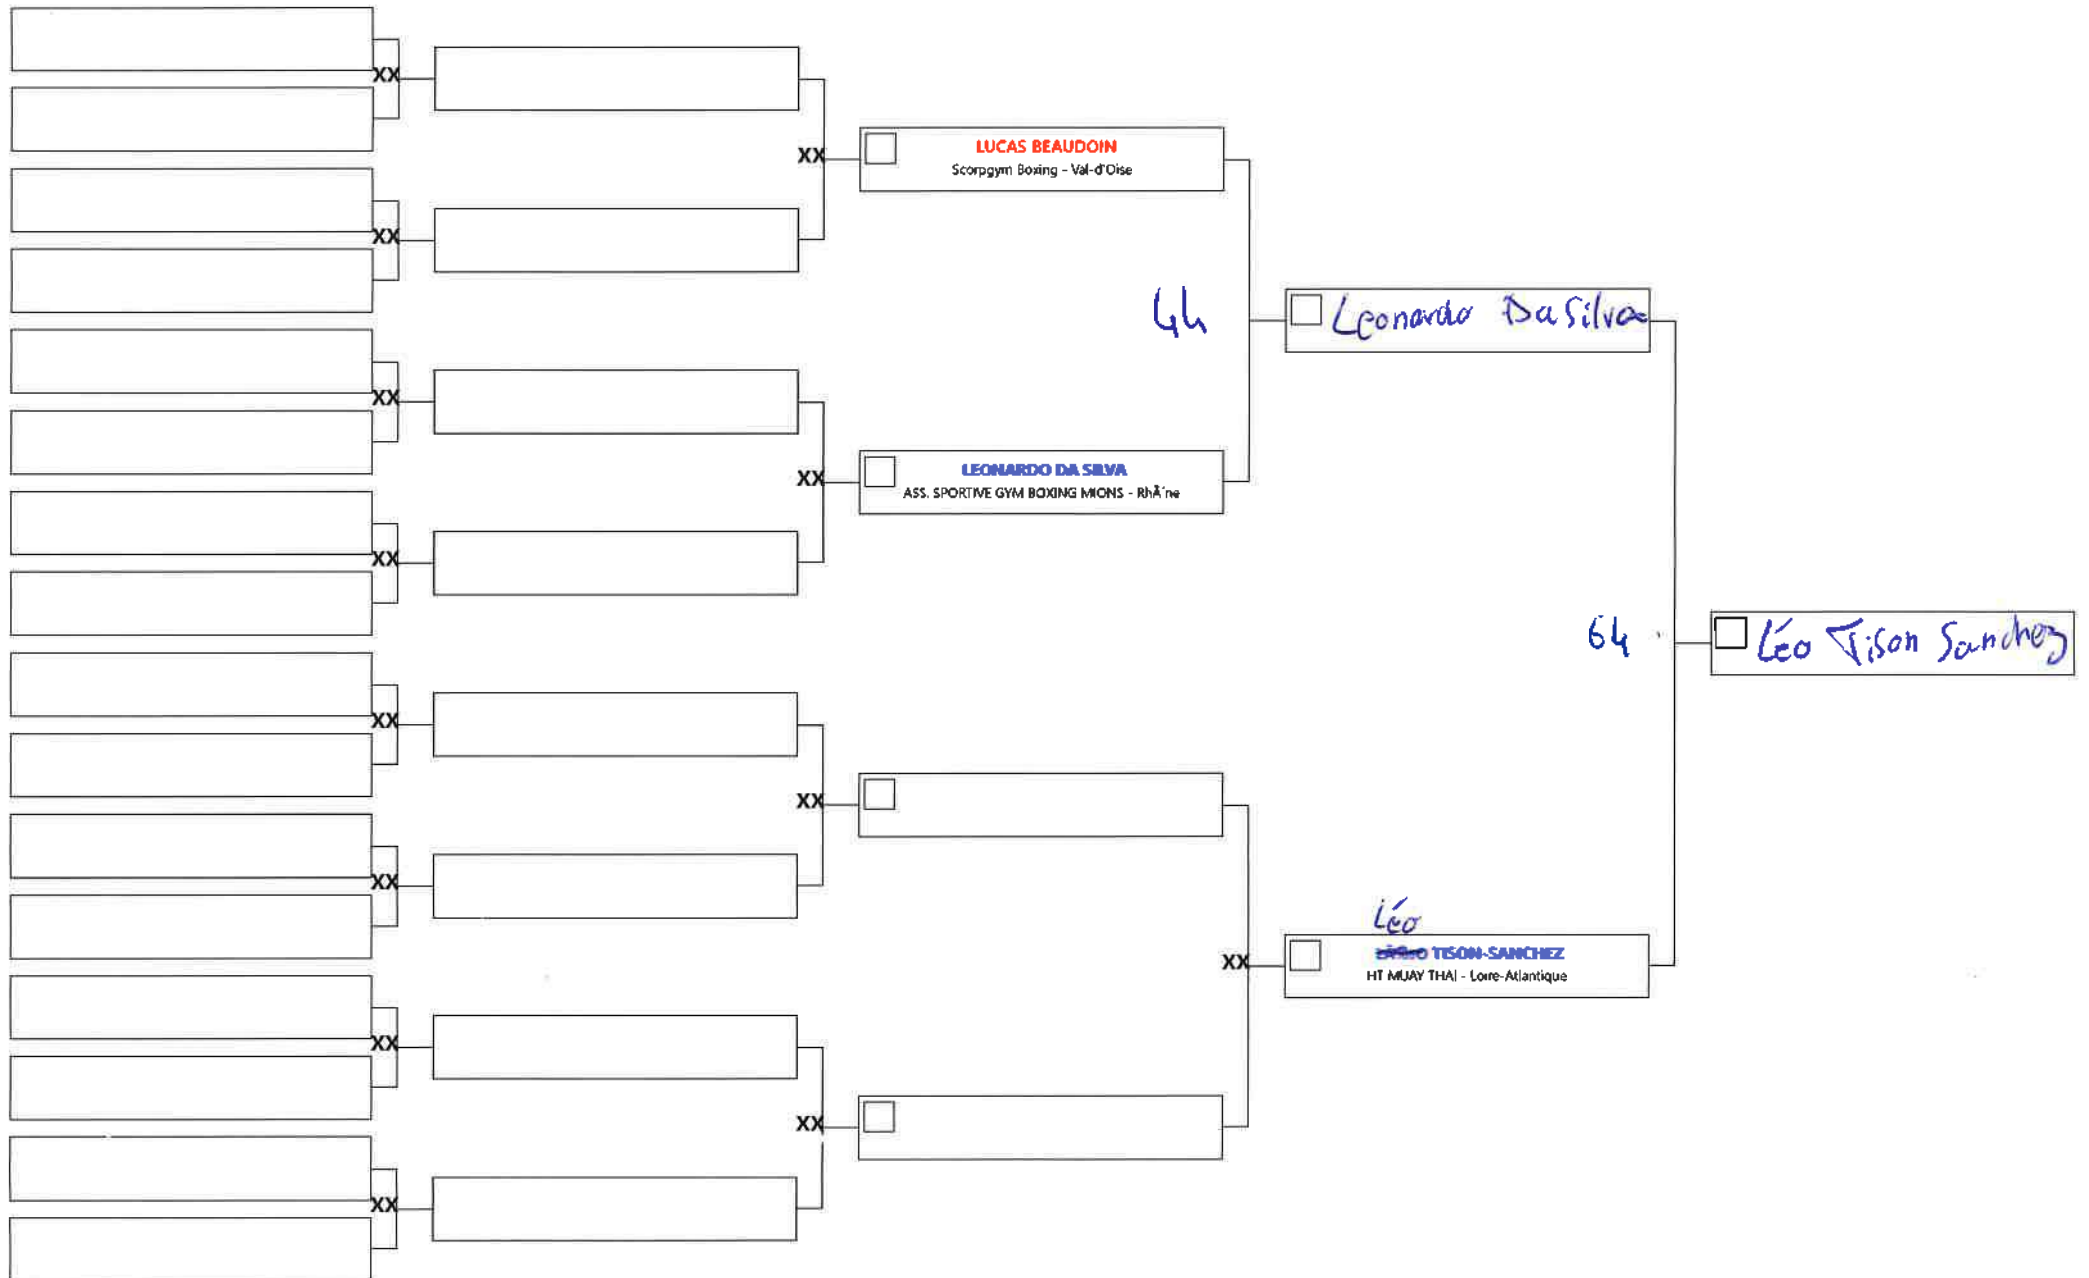 XX
XX
LUCAS BEAUDOIN
Scorpgym Boxing - Val-d'Oise
XX
Leonardo Da Silva
XX
LEONARDO DA SILVA
ASS. SPORTIVE GYM BOXING MIONS - RhÃ´ne
XX
XX
Léo Tison Sanchez
XX
XX
XX
Léo
TISON-SANCHEZ
HT MUAY THAI - Loire-Atlantique
XX
XX
XX
XX